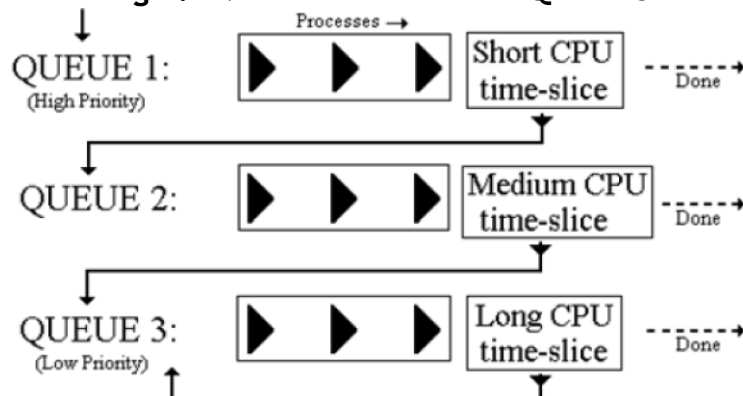 Processes →
QUEUE 1:
(High Priority)
Short CPU
time-slice
Done
QUEUE 2:
Medium CPU
time-slice
Done
QUEUE 3:
(Low Priority)
Long CPU
time-slice
Done